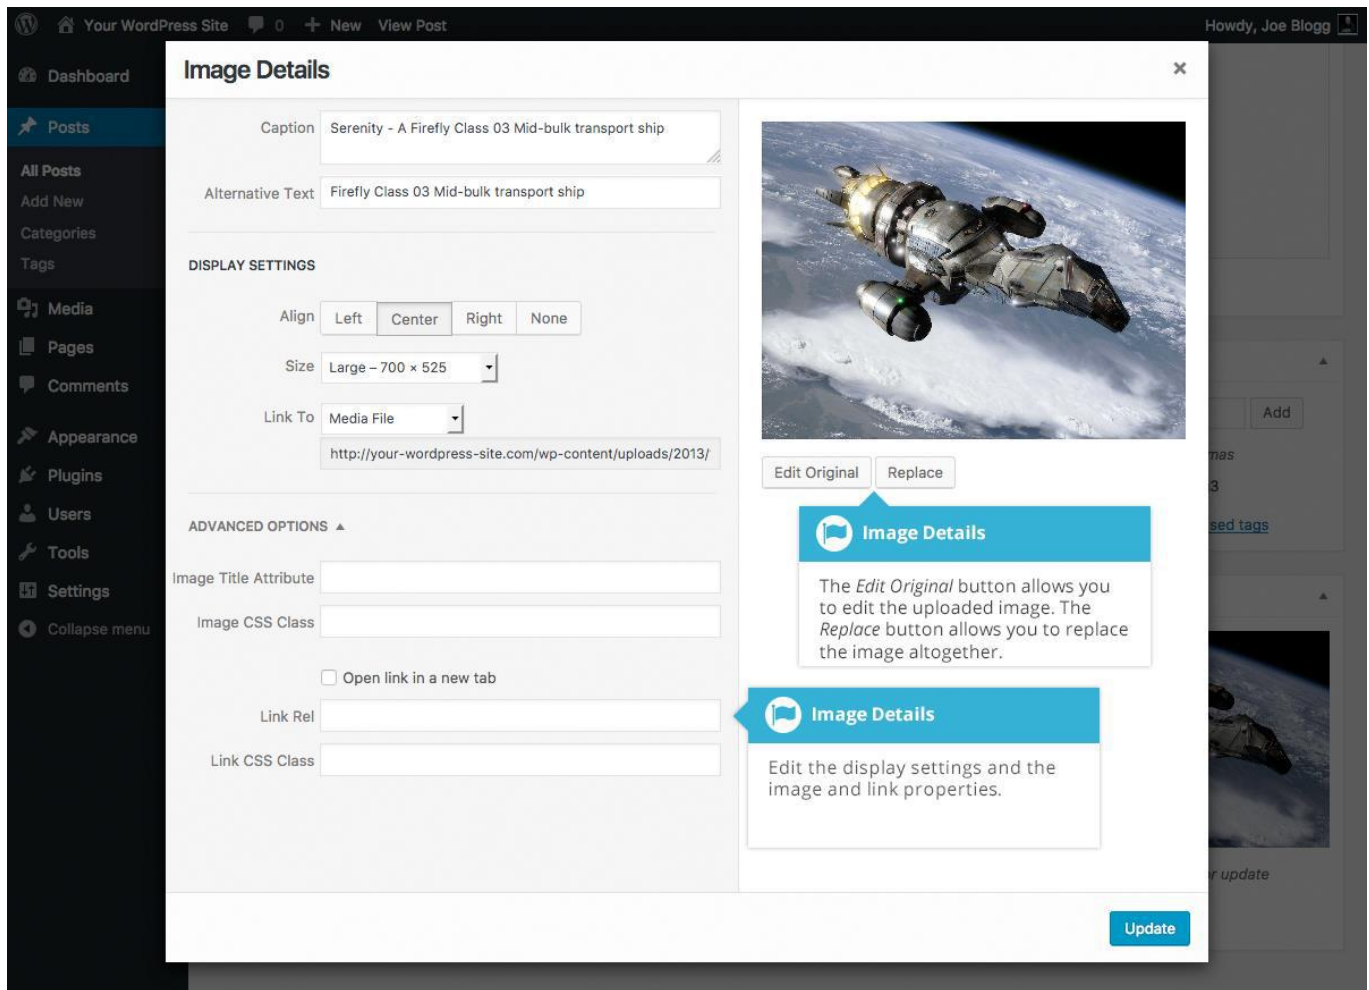 Your WordPress Site 0 + New View Post Howdy, Joe Blogg
Dashboard
Posts
All Posts
Add New
Categories
Tags
Media
Pages
Comments
Appearance
Plugins
Users
Tools
Settings
Collapse menu
Image Details ×
Caption Serenity - A Firefly Class 03 Mid-bulk transport ship
Alternative Text Firefly Class 03 Mid-bulk transport ship
DISPLAY SETTINGS
Align Left Center Right None
Size Large – 700 × 525
Link To Media File
http://your-wordpress-site.com/wp-content/uploads/2013/
ADVANCED OPTIONS
Image Title Attribute
Image CSS Class
Open link in a new tab
Link Rel
Link CSS Class
Edit Original Replace
Image Details
The Edit Original button allows you
to edit the uploaded image. The
Replace button allows you to replace
the image altogether.
Image Details
Edit the display settings and the
image and link properties.
Update
Add
mas
3
sed tags
r update